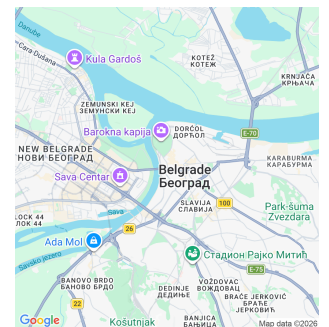 Danube
Cara Dušana
Kula Gardoš
KOTEŽ
КОТЕЖ
KRNJAČA
КРЊАЧА
ZEMUNSKI KEJ
ЗЕМУНСКИ КЕЈ
Barokna kapija
DORĆOL
ДОРЋОЛ
E-70
NEW BELGRADE
НОВИ БЕОГРАД
KARABURMA
КАРАБУРМА
Sava Centar
Belgrade
Београд
SLAVIJA
СЛАВИЈА
100
Park-šuma
Zvezdara
LOCK 44
ЛОК 44
Sava
26
Ada Mol
Savsko jezero
Стадион Рајко Митић
E-75
BANOVO BRDO
БАНОВО БРДО
VOŽDOVAC
ВОЖДОВАЦ
DEDINJE
ДЕДИЊЕ
22
BRAĆE JERKOVIĆ
БРАЋЕ ЈЕРКОВИЋ
Google
Košutnjak
BANJICA
БАЊИЦА
Map data ©2026